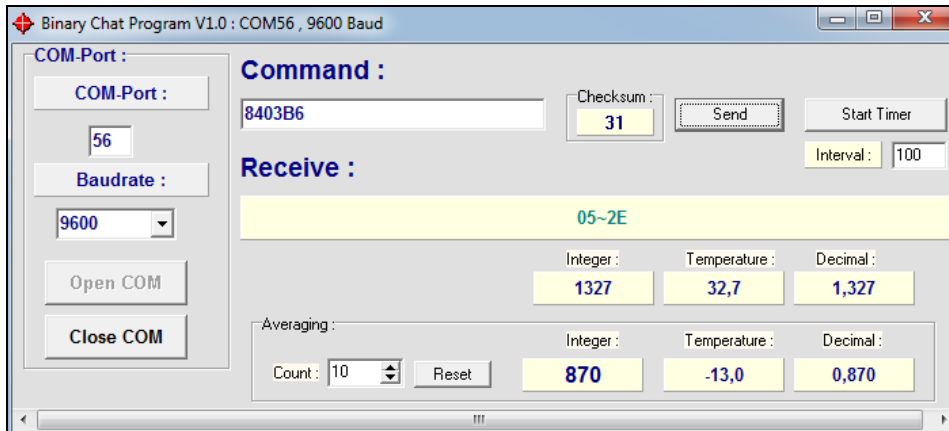 Binary Chat Program V1.0 : COM56 , 9600 Baud
COM-Port :
COM-Port :
56
Baudrate :
9600
Open COM
Close COM
Command :
8403B6
Checksum :
31
Send
Start Timer
Interval :
100
Receive :
05~2E
Integer :
Temperature :
Decimal :
1327
32,7
1,327
Averaging :
Count :
10
Reset
Integer :
Temperature :
Decimal :
870
-13,0
0,870